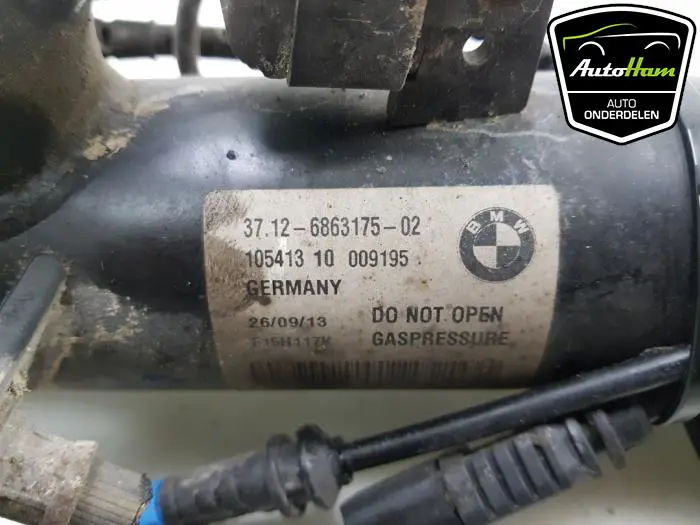 AutoHam
AUTO
ONDERDELEN
37.12-6863175-02
105413 10 009195
GERMANY
BMW
26/09/13 DO NOT OPEN
GASPRESSURE